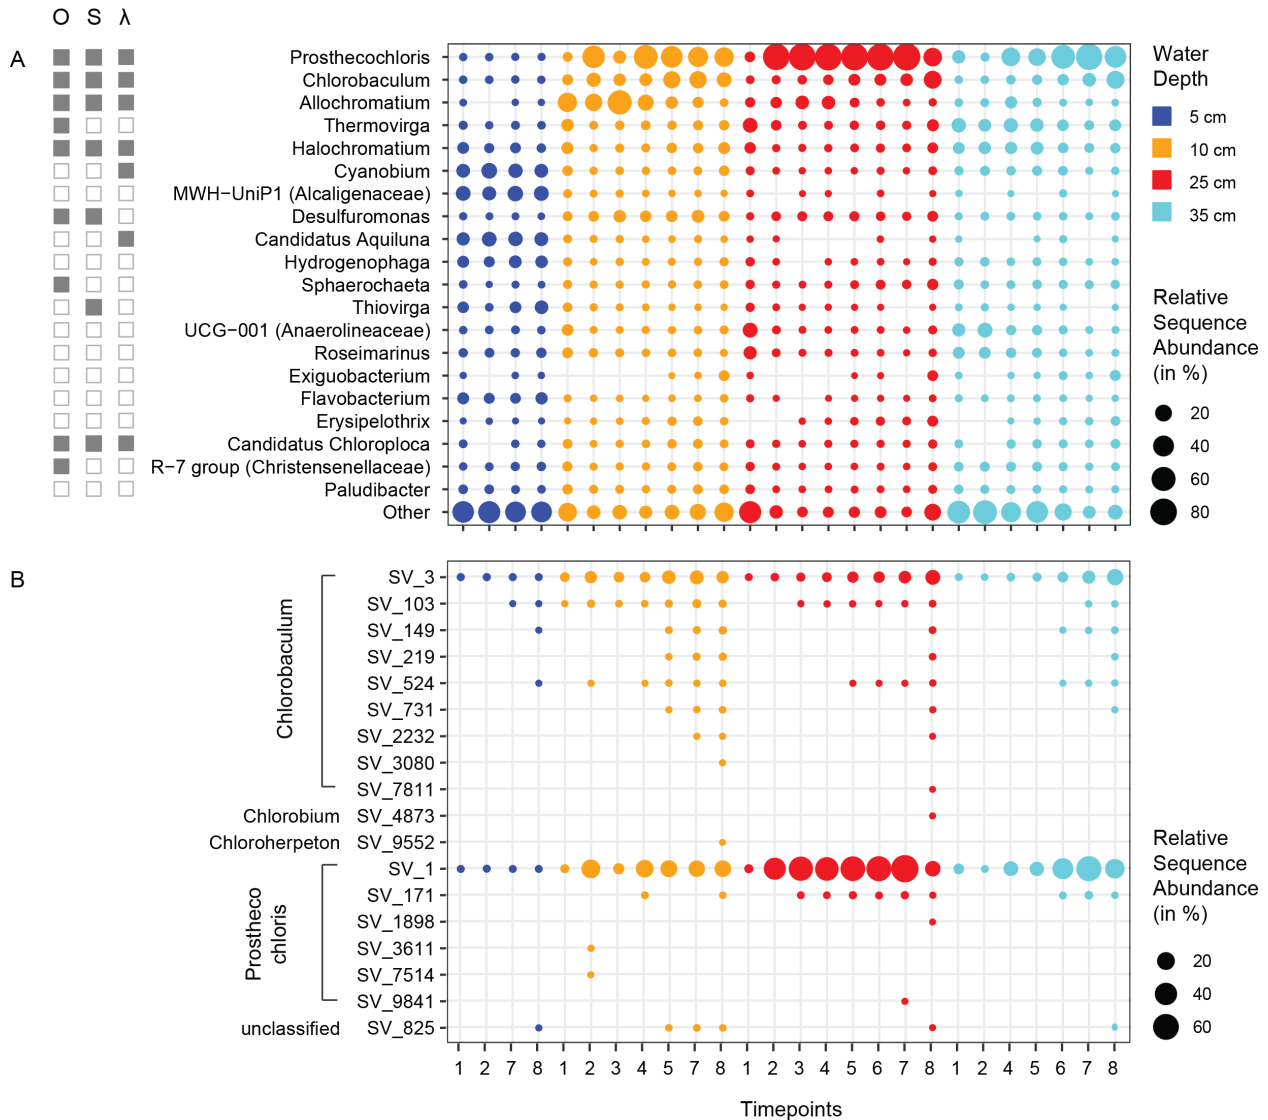 O S λ
A
Prosthecochloris
Chlorobaculum
Allochromatium
Thermovirga
Halochromatium
Cyanobium
MWH−UniP1 (Alcaligenaceae)
Desulfuromonas
Candidatus Aquiluna
Hydrogenophaga
Sphaerochaeta
Thiovirga
UCG−001 (Anaerolineaceae)
Roseimarinus
Exiguobacterium
Flavobacterium
Erysipelothrix
Candidatus Chloroploca
R−7 group (Christensenellaceae)
Paludibacter
Other
Water
Depth
5 cm
10 cm
25 cm
35 cm
Relative
Sequence
Abundance
(in %)
20
40
60
80
B
Chlorobaculum
SV_3
SV_103
SV_149
SV_219
SV_524
SV_731
SV_2232
SV_3080
SV_7811
Chlorobium SV_4873
Chloroherpeton SV_9552
Prostheco
chloris
SV_1
SV_171
SV_1898
SV_3611
SV_7514
SV_9841
unclassified SV_825
Relative
Sequence
Abundance
(in %)
20
40
60
1 2 7 8 1 2 3 4 5 7 8 1 2 3 4 5 6 7 8 1 2 4 5 6 7 8
Timepoints